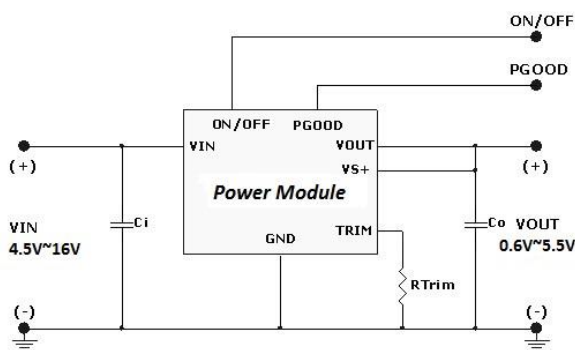 ON/OFF
PGOOD
ON/OFF PGOOD
VIN VOUT
(+) VS+ (+)
Power Module
VIN Ci TRIM Co VOUT
4.5V~16V GND 0.6V~5.5V
RTrim
(-) (-)